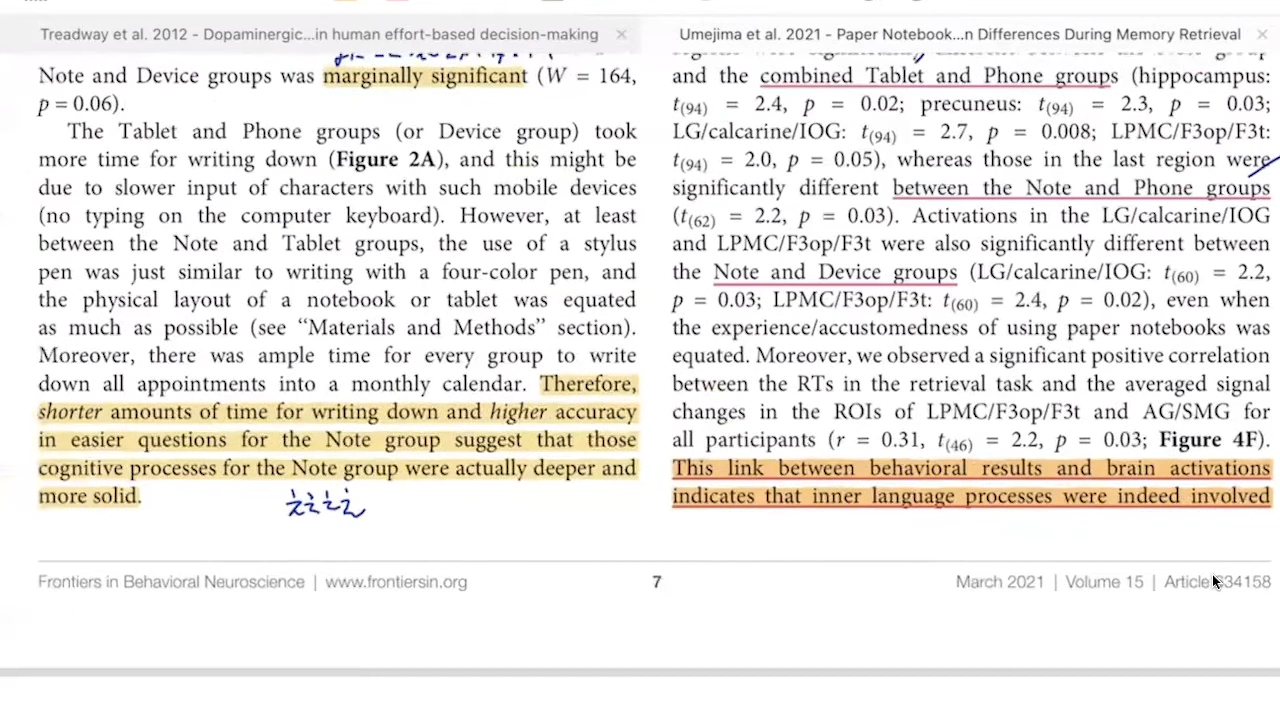 Treadway et al. 2012 - Dopaminergic...in human effort-based decision-making ×
Umejima et al. 2021 - Paper Notebook...n Differences During Memory Retrieval ×
Note and Device groups was marginally significant (W = 164,
p = 0.06).
The Tablet and Phone groups (or Device group) took
more time for writing down (Figure 2A), and this might be
due to slower input of characters with such mobile devices
(no typing on the computer keyboard). However, at least
between the Note and Tablet groups, the use of a stylus
pen was just similar to writing with a four-color pen, and
the physical layout of a notebook or tablet was equated
as much as possible (see “Materials and Methods” section).
Moreover, there was ample time for every group to write
down all appointments into a monthly calendar. Therefore,
shorter amounts of time for writing down and higher accuracy
in easier questions for the Note group suggest that those
cognitive processes for the Note group were actually deeper and
more solid.
and the combined Tablet and Phone groups (hippocampus:
t(94) = 2.4, p = 0.02; precuneus: t(94) = 2.3, p = 0.03;
LG/calcarine/IOG: t(94) = 2.7, p = 0.008; LPMC/F3op/F3t:
t(94) = 2.0, p = 0.05), whereas those in the last region were
significantly different between the Note and Phone groups
(t(62) = 2.2, p = 0.03). Activations in the LG/calcarine/IOG
and LPMC/F3op/F3t were also significantly different between
the Note and Device groups (LG/calcarine/IOG: t(60) = 2.2,
p = 0.03; LPMC/F3op/F3t: t(60) = 2.4, p = 0.02), even when
the experience/accustomedness of using paper notebooks was
equated. Moreover, we observed a significant positive correlation
between the RTs in the retrieval task and the averaged signal
changes in the ROIs of LPMC/F3op/F3t and AG/SMG for
all participants (r = 0.31, t(46) = 2.2, p = 0.03; Figure 4F).
This link between behavioral results and brain activations
indicates that inner language processes were indeed involved
Frontiers in Behavioral Neuroscience | www.frontiersin.org
7
March 2021 | Volume 15 | Article 634158